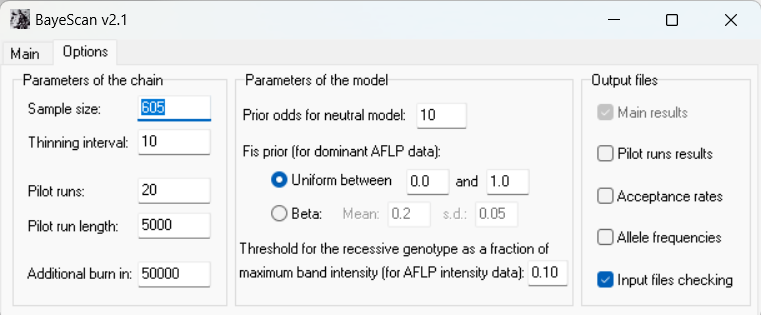 BayeScan v2.1
Main Options
Parameters of the chain
Sample size: 605
Thinning interval: 10
Pilot runs: 20
Pilot run length: 5000
Additional burn in: 50000
Parameters of the model
Prior odds for neutral model: 10
Fis prior (for dominant AFLP data):
Uniform between 0.0 and 1.0
Beta: Mean: 0.2 s.d.: 0.05
Threshold for the recessive genotype as a fraction of
maximum band intensity (for AFLP intensity data): 0.10
Output files
Main results
Pilot runs results
Acceptance rates
Allele frequencies
Input files checking